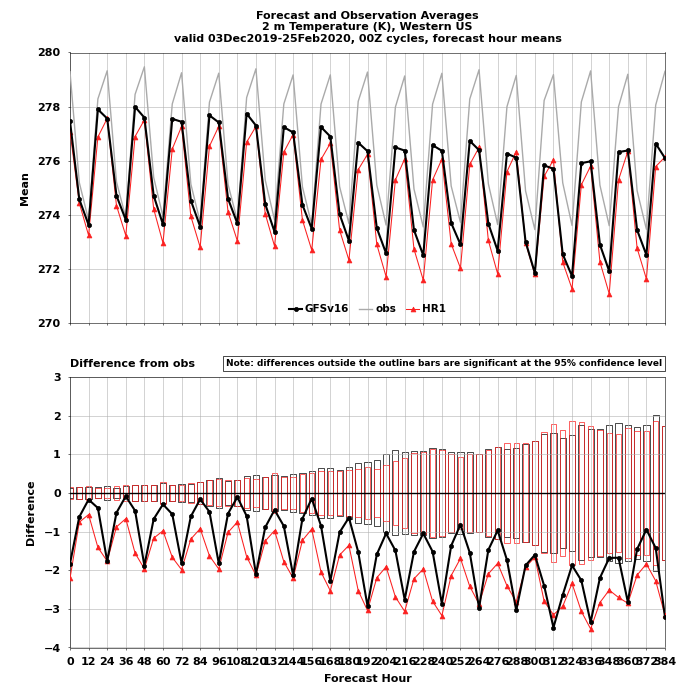 Forecast and Observation Averages
2 m Temperature (K), Western US
valid 03Dec2019-25Feb2020, 00Z cycles, forecast hour means
280
278
276
274
272
270
Mean
GFSv16 obs HR1
Difference from obs
Note: differences outside the outline bars are significant at the 95% confidence level
3
2
1
0
−1
−2
−3
−4
Difference
0 12 24 36 48 60 72 84 96 108 120 132 144 156 168 180 192 204 216 228 240 252 264 276 288 300 312 324 336 348 360 372 384
Forecast Hour